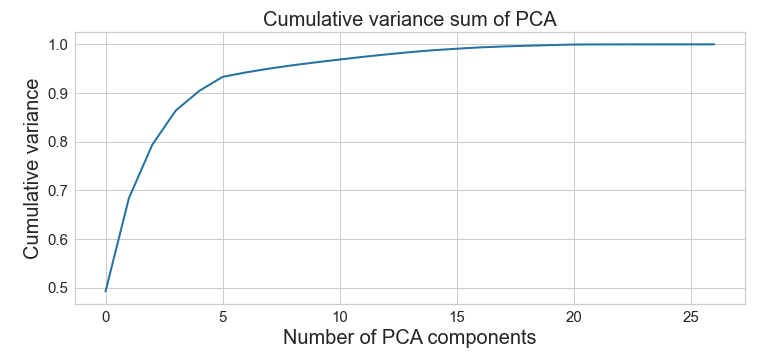 Cumulative variance sum of PCA
Cumulative variance
1.0
0.9
0.8
0.7
0.6
0.5
0 5 10 15 20 25
Number of PCA components